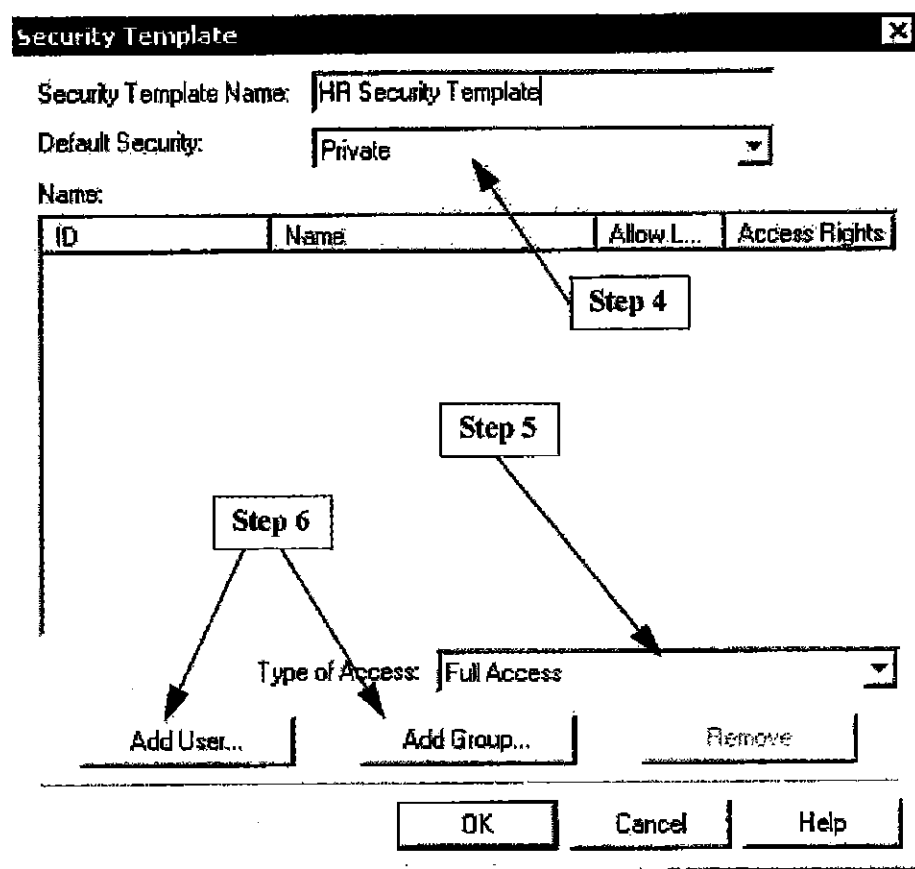 Security Template
Security Template Name: HR Security Template
Default Security: Private
Name:
ID Name Allow L... Access Rights
Step 4
Step 5
Step 6
Type of Access: Full Access
Add User... Add Group... Remove
OK Cancel Help